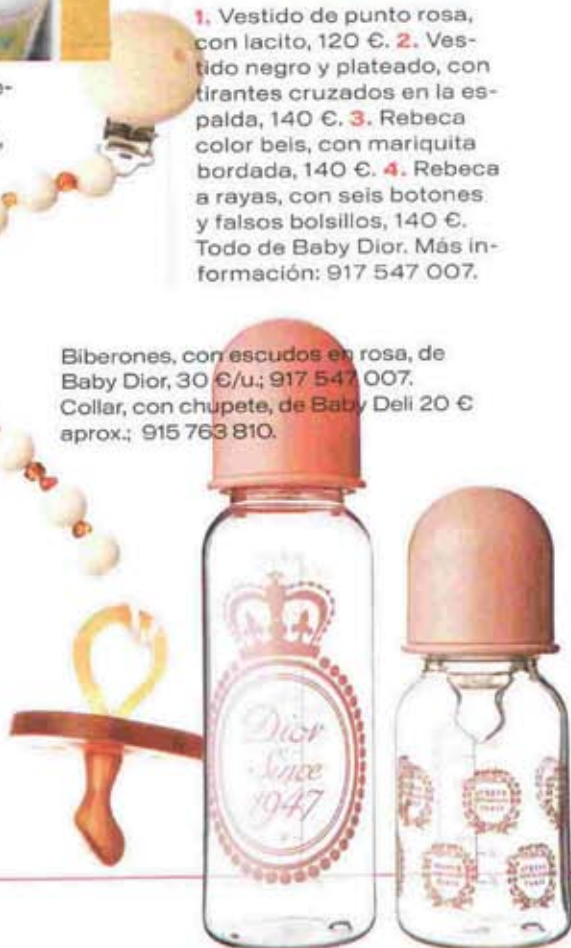 1. Vestido de punto rosa,
con lacito, 120 €. 2. Ves-
tido negro y plateado, con
tirantes cruzados en la es-
palda, 140 €. 3. Rebeca
color beis, con mariquita
bordada, 140 €. 4. Rebeca
a rayas, con seis botones
y falsos bolsillos, 140 €.
Todo de Baby Dior. Más in-
formación: 917 547 007.
Biberones, con escudos en rosa, de
Baby Dior, 30 €/u.; 917 547 007.
Collar, con chupete, de Baby Deli 20 €
aprox.; 915 763 810.
Dior
Since
1947